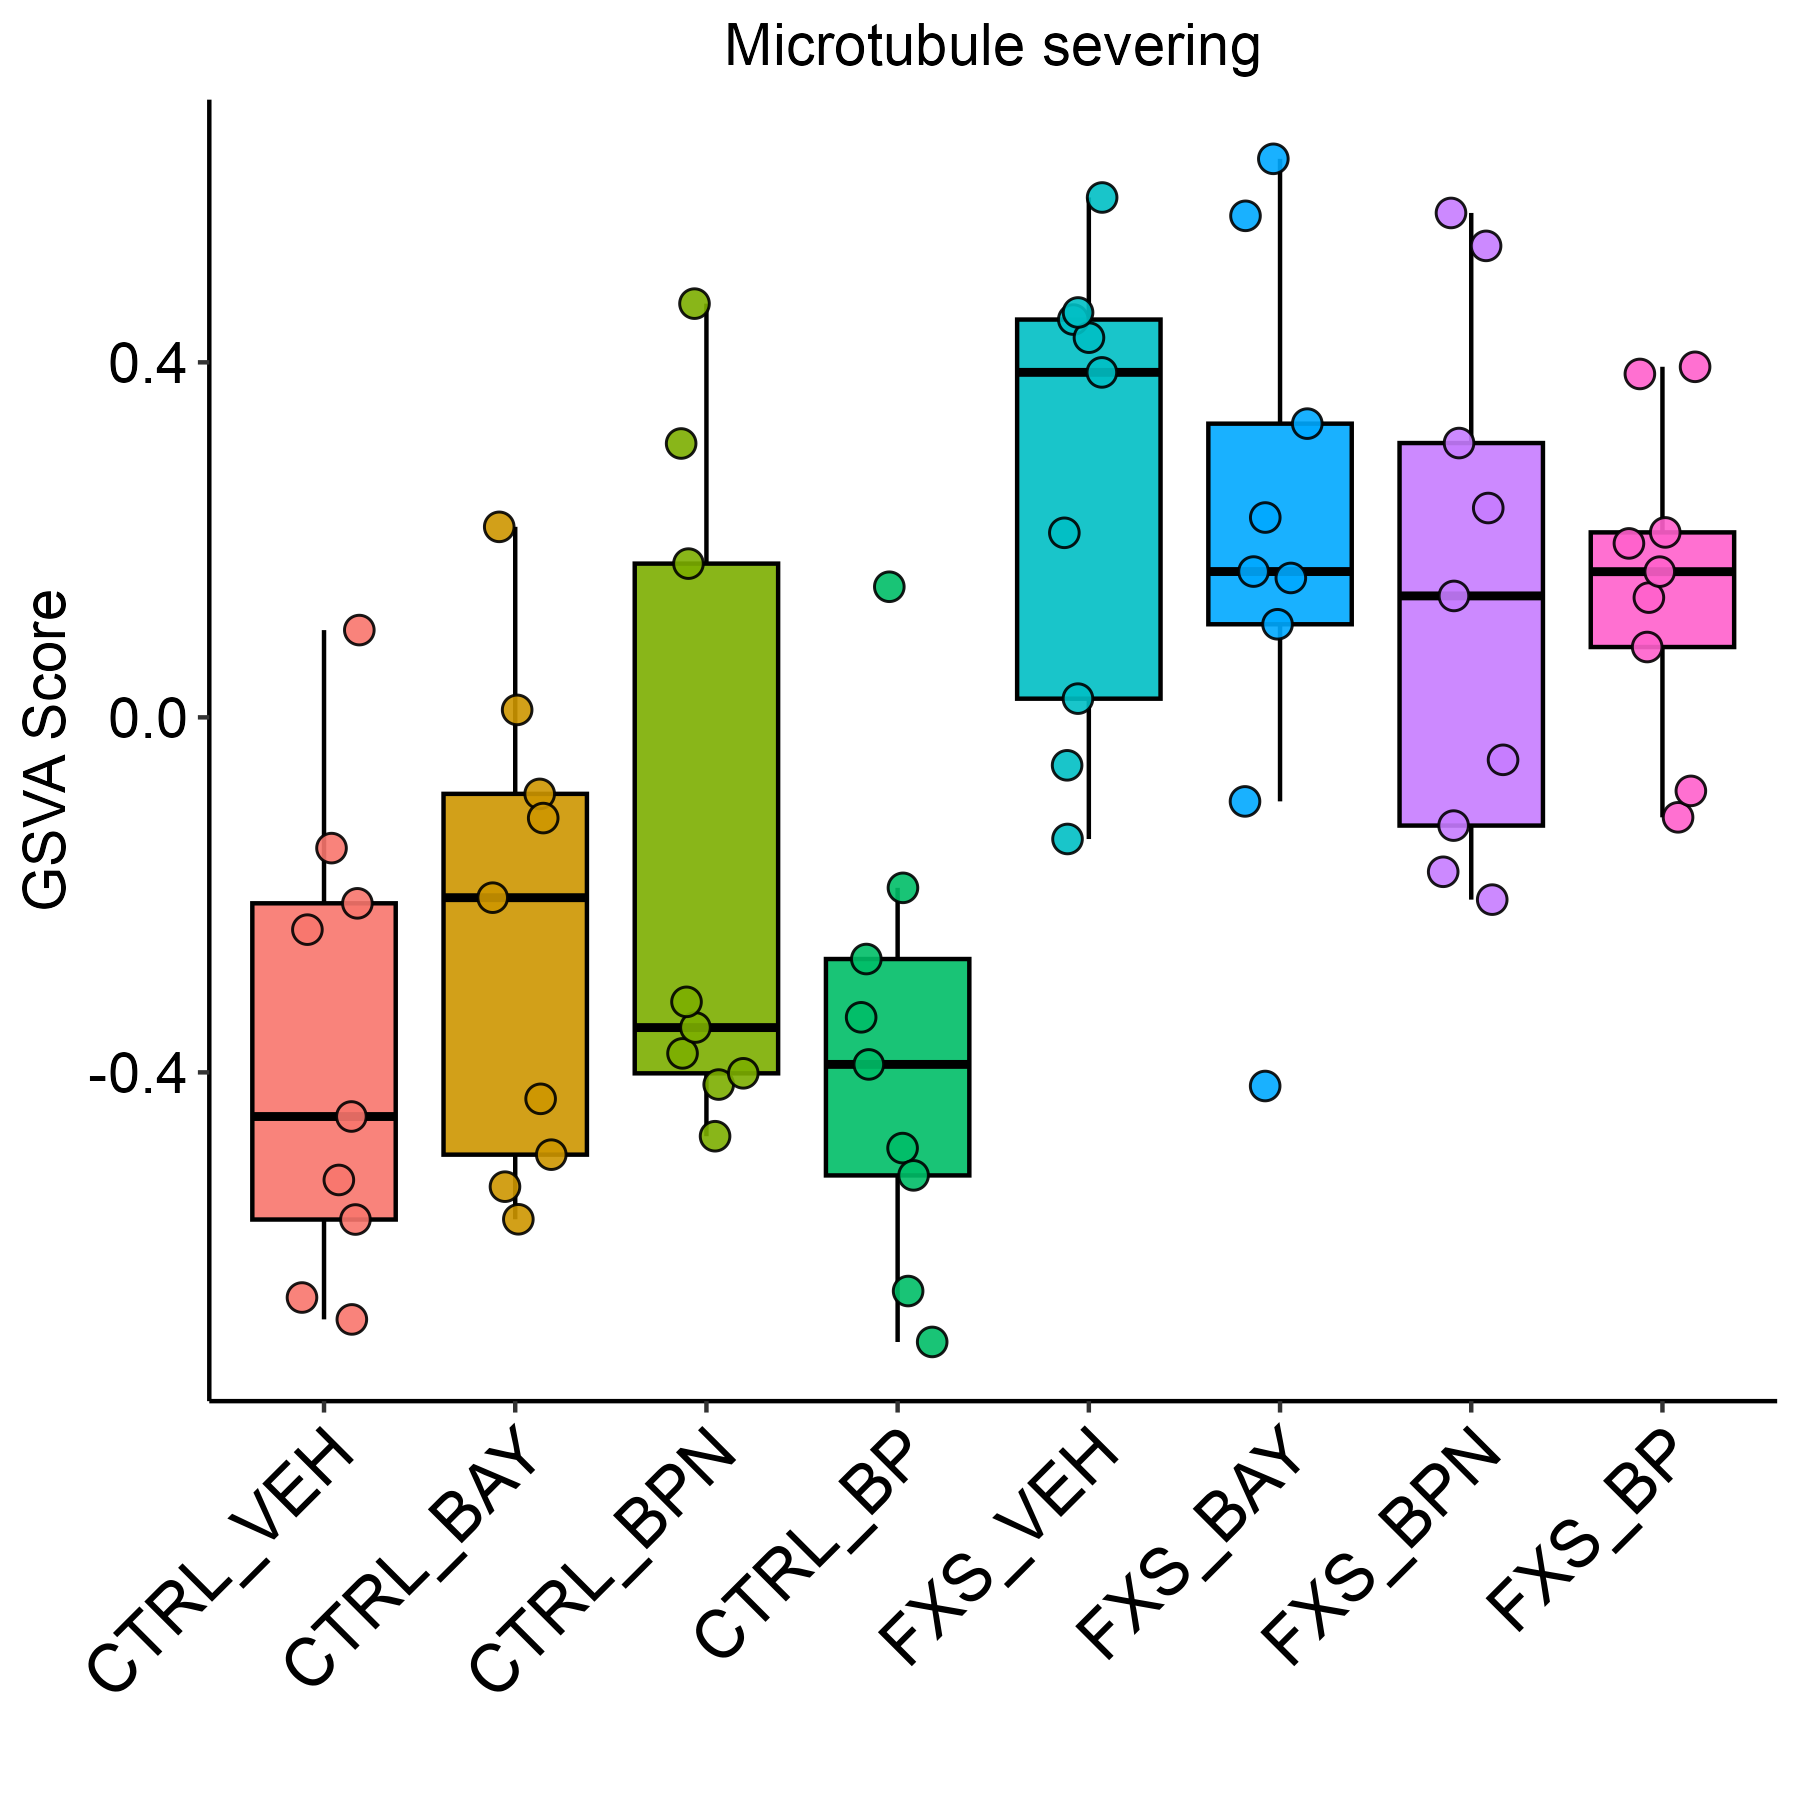 Microtubule severing
GSVA Score
0.4
0.0
-0.4
CTRL_VEH
CTRL_BAY
CTRL_BPN
CTRL_BP
FXS_VEH
FXS_BAY
FXS_BPN
FXS_BP